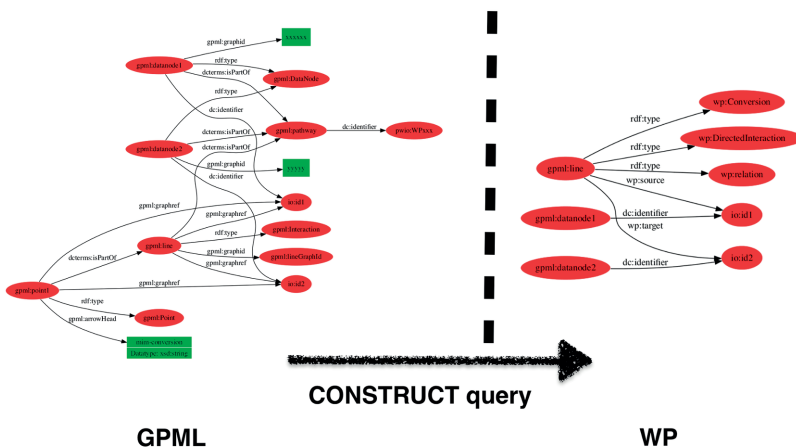 gpml:graphid
xxxxxx
gpml:datanode1
rdf:type
dcterms:isPartOf
gpml:DataNode
rdf:type
dc:identifier
gpml:datanode2
dcterms:isPartOf
dcterms:isPartOf
gpml:pathway
dc:identifier
pwio:WPxxx
gpml:graphid
dc:identifier
yyyyy
gpml:graphref
gpml:graphref
io:id1
rdf:type
gpml:Interaction
dcterms:isPartOf
gpml:line
gpml:graphid
gpml:lineGraphId
gpml:graphref
gpml:point1
gpml:graphref
io:id2
rdf:type
gpml:Point
gpml:arrowHead
mim-conversion
Datatype: xsd:string
wp:Conversion
rdf:type
rdf:type
wp:DirectedInteraction
gpml:line
rdf:type
wp:relation
wp:source
gpml:datanode1
dc:identifier
io:id1
wp:target
gpml:datanode2
dc:identifier
io:id2
CONSTRUCT query
GPML
WP